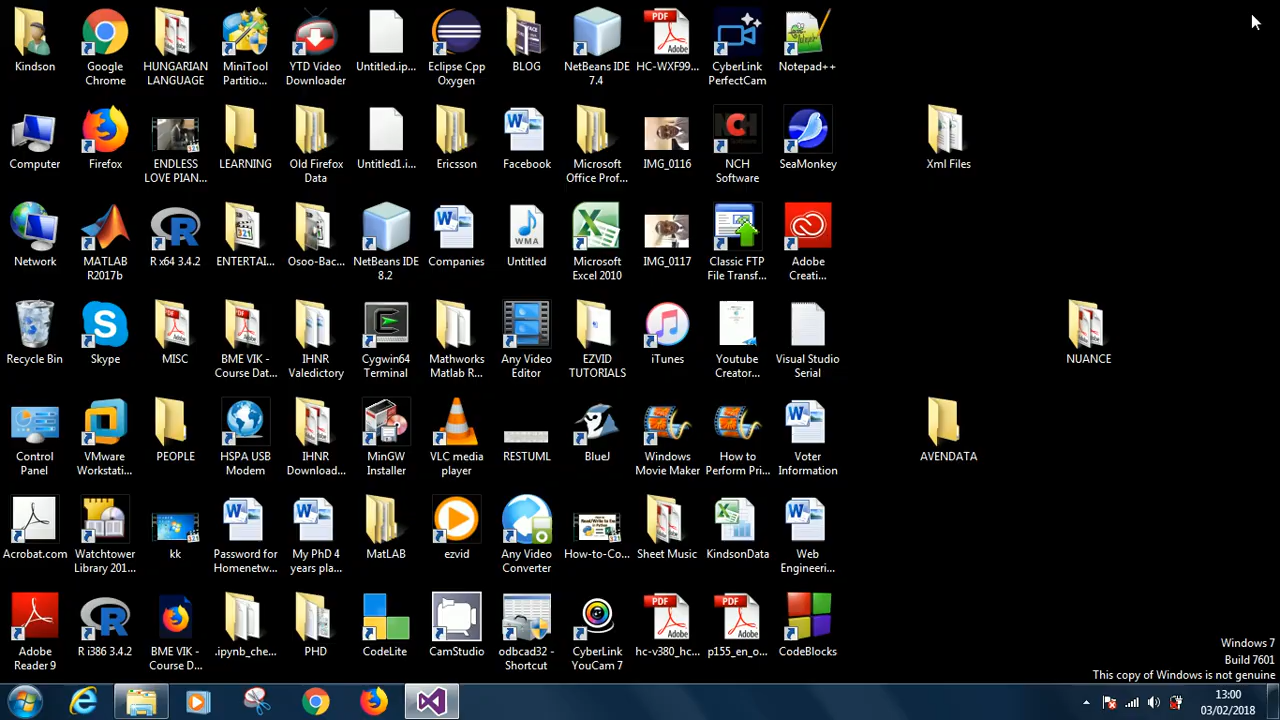 Kindson
Google
Chrome
HUNGARIAN
LANGUAGE
MiniTool
Partitio...
YTD Video
Downloader
Untitled.ip...
Eclipse Cpp
Oxygen
BLOG
NetBeans IDE
7.4
HC-WXF99...
CyberLink
PerfectCam
Notepad++
Computer
Firefox
ENDLESS
LOVE PIAN...
LEARNING
Old Firefox
Data
Untitled1.i...
Ericsson
Facebook
Microsoft
Office Prof...
IMG_0116
NCH
Software
SeaMonkey
Xml Files
Network
MATLAB
R2017b
R x64 3.4.2
ENTERTAI...
Osoo-Bac...
NetBeans IDE
8.2
Companies
Untitled
Microsoft
Excel 2010
IMG_0117
Classic FTP
File Transf...
Adobe
Creati...
Recycle Bin
Skype
MISC
BME VIK -
Course Dat...
IHNR
Valedictory
Cygwin64
Terminal
Mathworks
Matlab R...
Any Video
Editor
EZVID
TUTORIALS
iTunes
Youtube
Creator...
Visual Studio
Serial
NUANCE
Control
Panel
VMware
Workstati...
PEOPLE
HSPA USB
Modem
IHNR
Download...
MinGW
Installer
VLC media
player
RESTUML
BlueJ
Windows
Movie Maker
How to
Perform Pri...
Voter
Information
AVENDATA
Acrobat.com
Watchtower
Library 201...
kk
Password for
Homenetw...
My PhD 4
years pla...
MatLAB
ezvid
Any Video
Converter
How-to-Co...
Sheet Music
KindsonData
Web
Engineeri...
Adobe
Reader 9
R i386 3.4.2
BME VIK -
Course D...
.ipynb_che...
PHD
CodeLite
CamStudio
odbcad32 -
Shortcut
CyberLink
YouCam 7
hc-v380_hc...
p155_en_o...
CodeBlocks
Windows 7
Build 7601
This copy of Windows is not genuine
13:00
03/02/2018